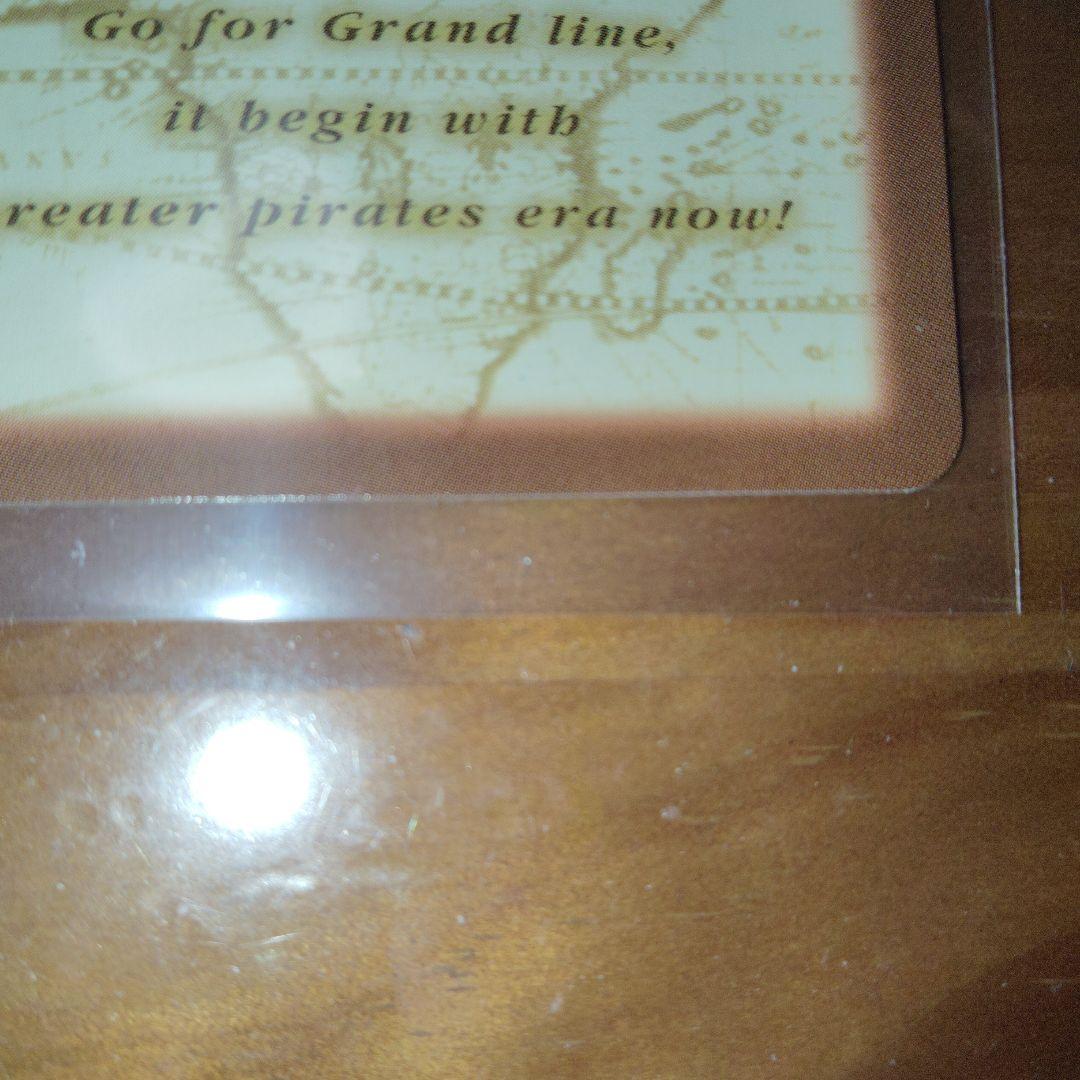 Go for Grand line,
it begin with
reater pirates era now!